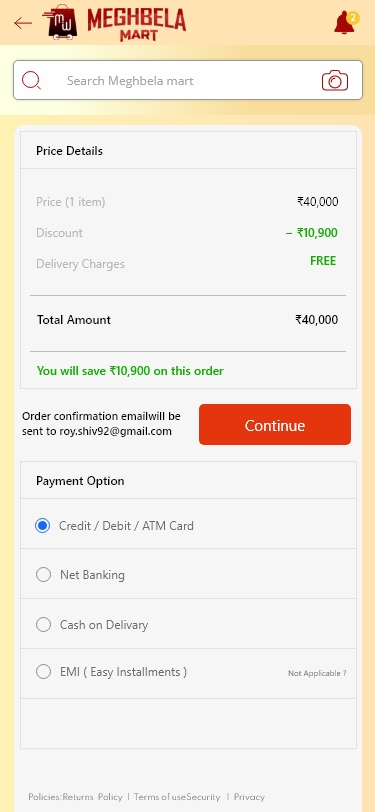 MW
MEGHBELA
MART
2
Search Meghbela mart
Price Details
Price (1 item) ₹40,000
Discount – ₹10,900
Delivery Charges FREE
Total Amount ₹40,000
You will save ₹10,900 on this order
Order confirmation emailwill be
sent to roy.shiv92@gmail.com
Continue
Payment Option
Credit / Debit / ATM Card
Net Banking
Cash on Delivary
EMI ( Easy Installments ) Not Applicable ?
Policies:Returns Policy | Terms of useSecurity | Privacy